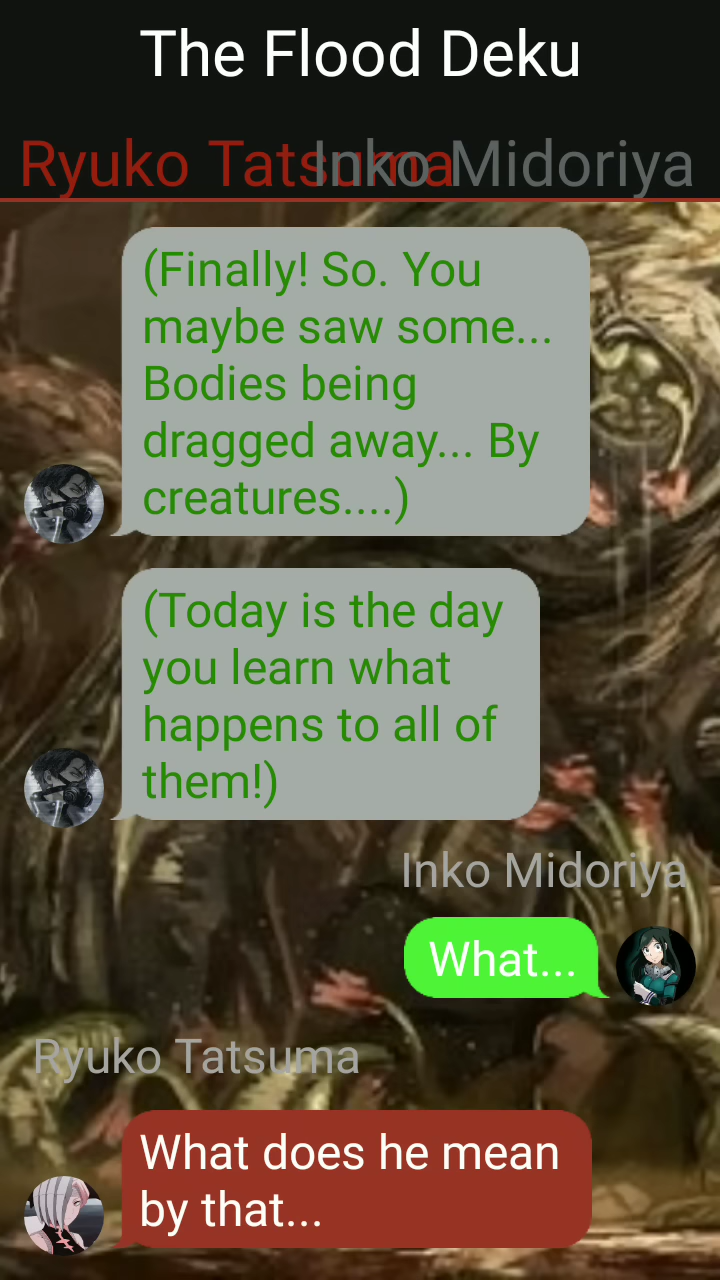 The Flood Deku
Ryuko Tatsuma Inko Midoriya
(Finally! So. You
maybe saw some...
Bodies being
dragged away... By
creatures....)
(Today is the day
you learn what
happens to all of
them!)
Inko Midoriya
What...
Ryuko Tatsuma
What does he mean
by that...